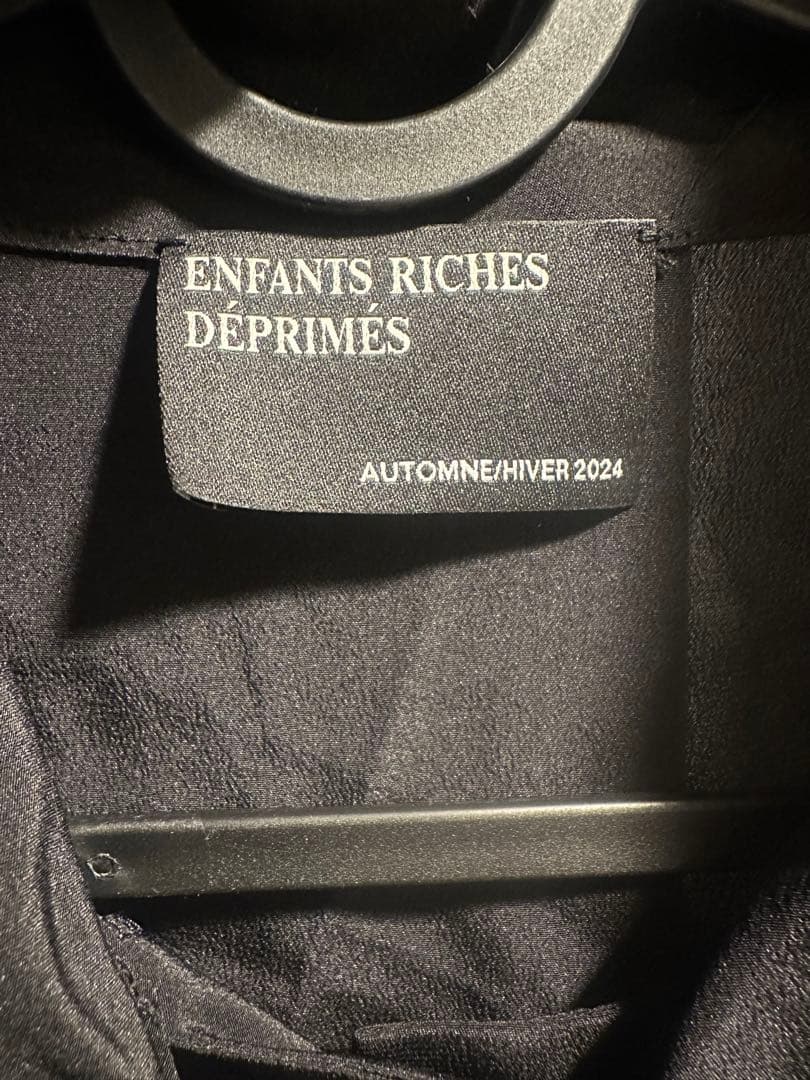 ENFANTS RICHES
DÉPRIMÉS
AUTOMNE/HIVER 2024